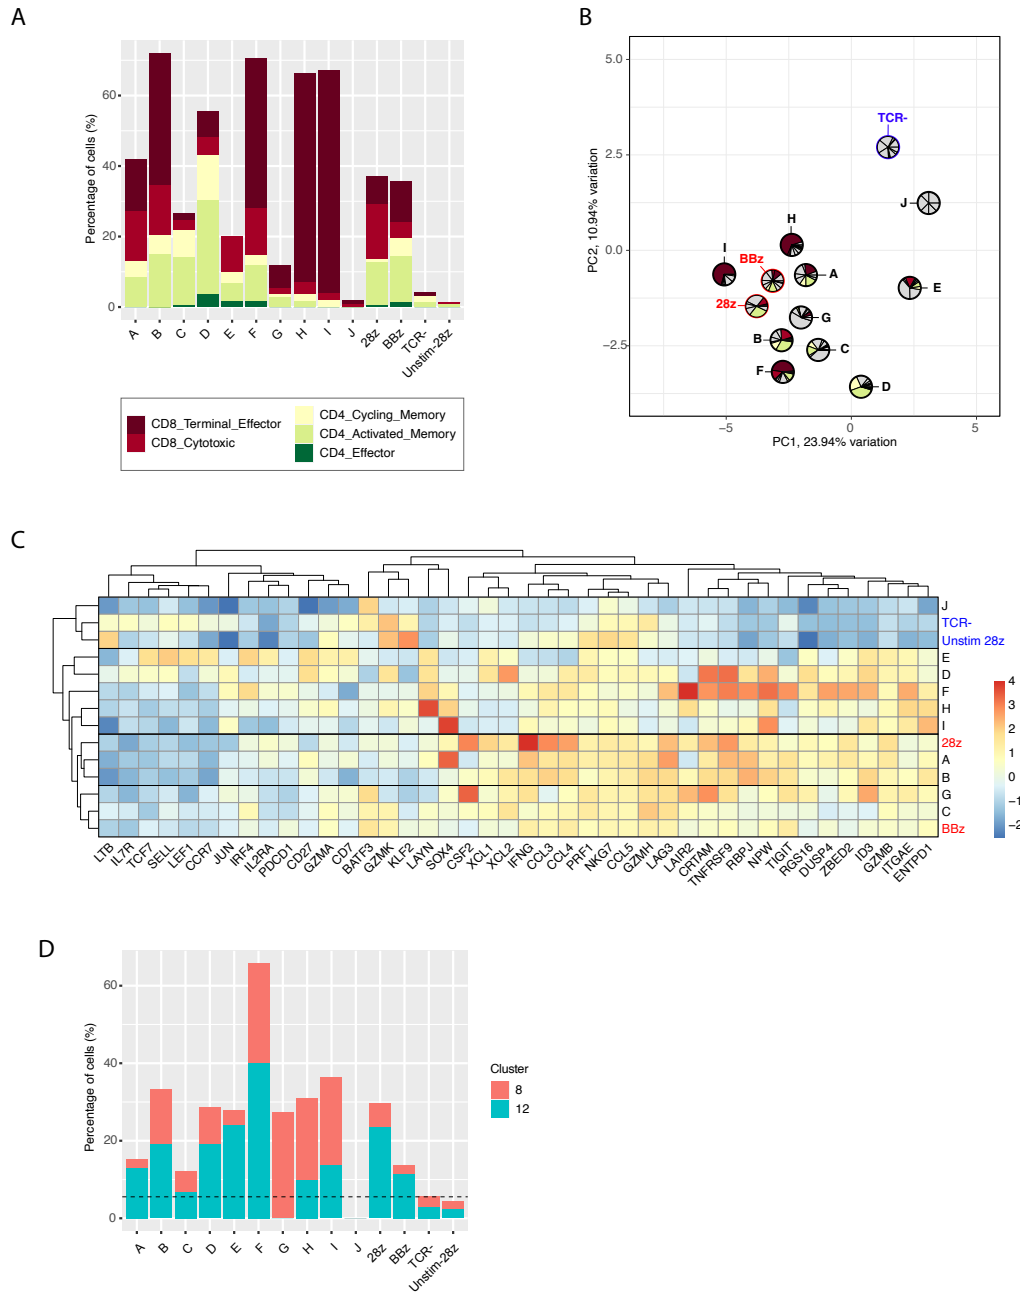 A
Percentage of cells (%)
60
40
20
0
A B C D E F G H I J 28z BBz TCR- Unstim-28z
CD8_Terminal_Effector
CD8_Cytotoxic
CD4_Cycling_Memory
CD4_Activated_Memory
CD4_Effector
B
PC2, 10.94% variation
5.0
2.5
0.0
−2.5
TCR-
J
H
I
BBz
A
E
28z
G
B
C
F
D
−5 0 5
PC1, 23.94% variation
C
J
TCR-
Unstim 28z
E
D
F
H
I
28z
A
B
G
C
BBz
4
3
2
1
0
−1
−2
LTB IL7R TCF7 SELL LEF1 CCR7 JUN IRF4 IL2RA PDCD1 CD27 GZMA CD7 BATF3 GZMK KLF2 LAYN SOX4 CSF2 XCL1 XCL2 IFNG CCL3 CCL4 PRF1 NKG7 CCL5 GZMH LAG3 LAIR2 CRTAM TNFRSF9 RBPJ NPW TIGIT RGS16 DUSP4 ZBED2 ID3 GZMB ITGAE ENTPD1
D
Percentage of cells (%)
60
40
20
0
A B C D E F G H I J 28z BBz TCR- Unstim-28z
Cluster
8
12